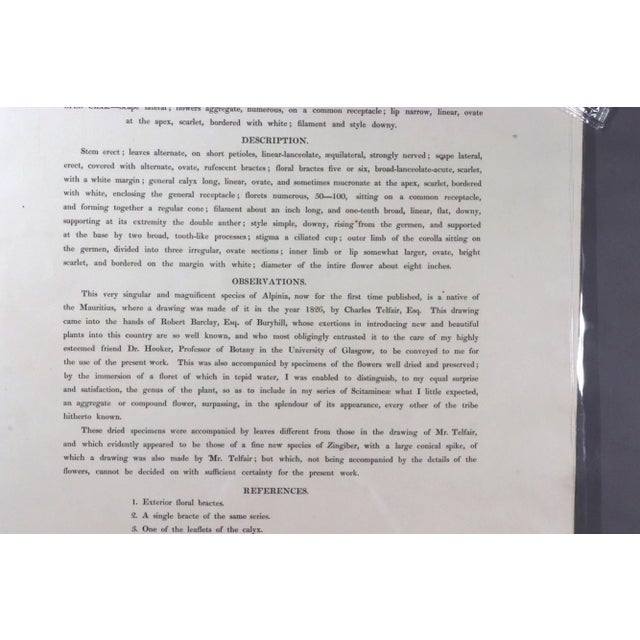 lateral; flowers aggregate, numerous, on a common receptacle; lip narrow, linear, ovate
at the apex, scarlet, bordered with white; filament and style downy.
DESCRIPTION.
Stem erect; leaves alternate, on short petioles, linear-lanceolate, æquilateral, strongly nerved; scape lateral,
erect, covered with alternate, ovate, rufescent bractes; floral bractes five or six, broad-lanceolate-acute, scarlet,
with a white margin; general calyx long, linear, ovate, and sometimes mucronate at the apex, scarlet, bordered
with white, enclosing the general receptacle; florets numerous, 50—100, sitting on a common receptacle,
and forming together a regular cone; filament about an inch long, and one-tenth broad, linear, flat, downy,
supporting at its extremity the double anther; style simple, downy, rising from the germen, and supported
at the base by two broad, tooth-like processes; stigma a ciliated cup; outer limb of the corolla sitting on
the germen, divided into three irregular, ovate sections; inner limb or lip somewhat larger, ovate, bright
scarlet, and bordered on the margin with white; diameter of the intire flower about eight inches.
OBSERVATIONS.
This very singular and magnificent species of Alpinia, now for the first time published, is a native of
the Mauritius, where a drawing was made of it in the year 1826, by Charles Telfair, Esq. This drawing
came into the hands of Robert Barclay, Esq. of Buryhill, whose exertions in introducing new and beautiful
plants into this country are so well known, and who most obligingly entrusted it to the care of my highly
esteemed friend Dr. Hooker, Professor of Botany in the University of Glasgow, to be conveyed to me for
the use of the present work. This was also accompanied by specimens of the flowers well dried and preserved;
by the immersion of a floret of which in tepid water, I was enabled to distinguish, to my equal surprise
and satisfaction, the genus of the plant, so as to include in my series of Scitamineæ what I little expected,
an aggregate or compound flower, surpassing, in the splendour of its appearance, every other of the tribe
hitherto known.
These dried specimens were accompanied by leaves different from those in the drawing of Mr. Telfair,
and which evidently appeared to be those of a fine new species of Zingiber, with a large conical spike, of
which a drawing was also made by Mr. Telfair; but which, not being accompanied by the details of the
flowers, cannot be decided on with sufficient certainty for the present work.
REFERENCES.
1. Exterior floral bractes.
2. A single bracte of the same series.
3. One of the leaflets of the calyx.